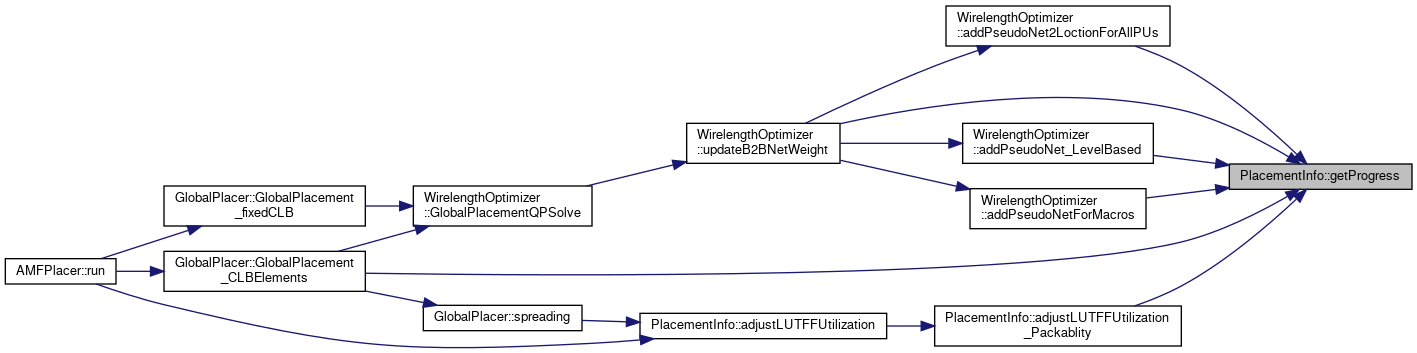 WirelengthOptimizer
::addPseudoNet2LoctionForAllPUs
WirelengthOptimizer
::updateB2BNetWeight
WirelengthOptimizer
::addPseudoNet_LevelBased
PlacementInfo::getProgress
GlobalPlacer::GlobalPlacement
_fixedCLB
WirelengthOptimizer
::GlobalPlacementQPSolve
WirelengthOptimizer
::addPseudoNetForMacros
AMFPlacer::run
GlobalPlacer::GlobalPlacement
_CLBElements
GlobalPlacer::spreading
PlacementInfo::adjustLUTFFUtilization
PlacementInfo::adjustLUTFFUtilization
_Packablity